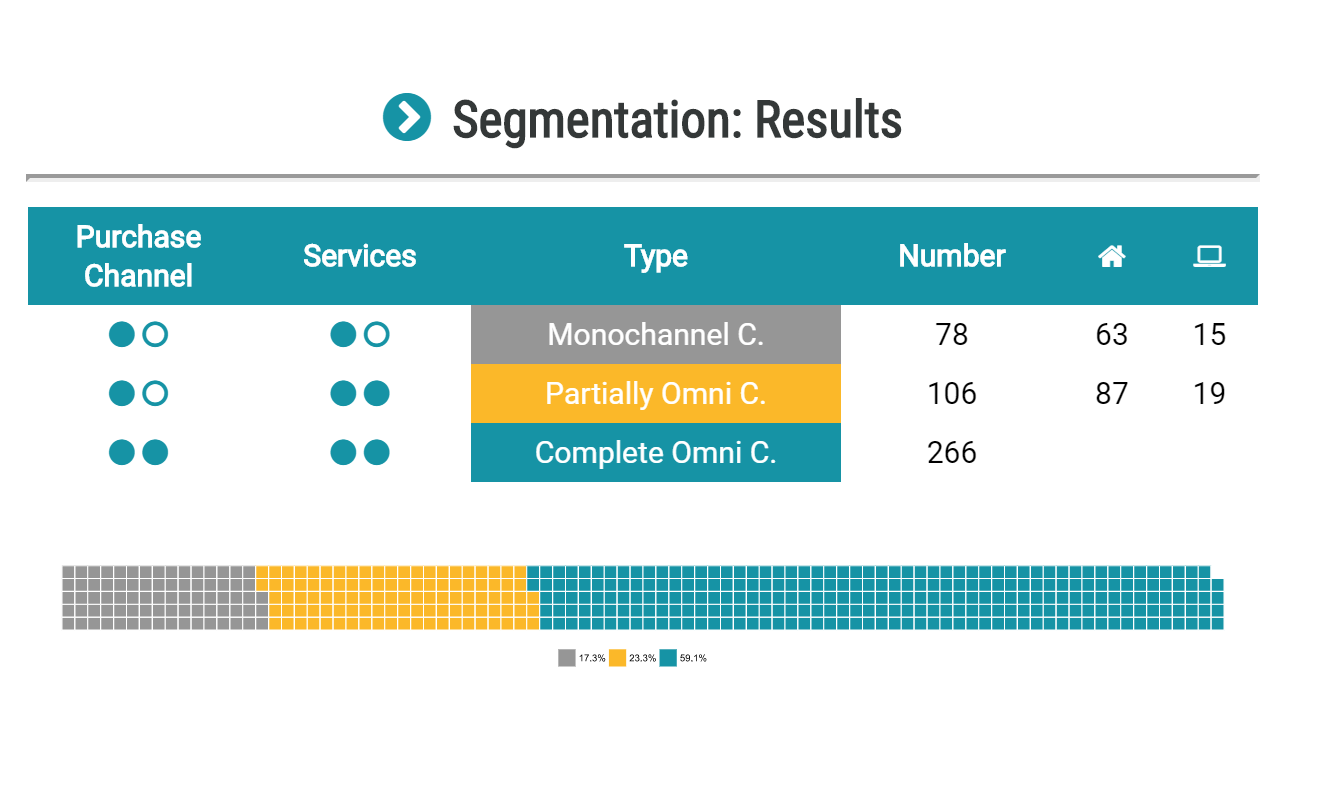 Segmentation: Results
Purchase
Channel
Services
Type
Number
Monochannel C.
78
63
15
Partially Omni C.
106
87
19
Complete Omni C.
266
17.3%
23.3%
59.1%